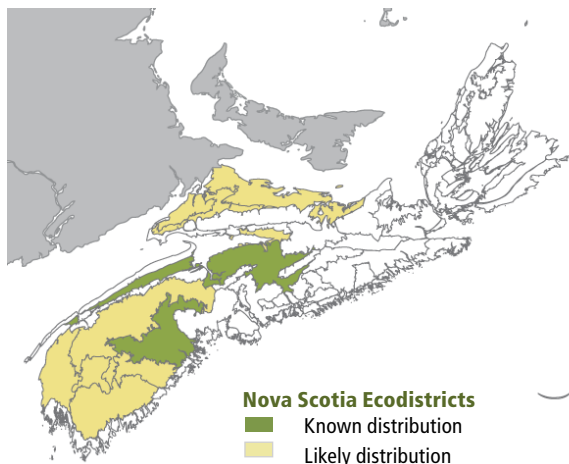 Nova Scotia Ecodistricts
Known distribution
Likely distribution